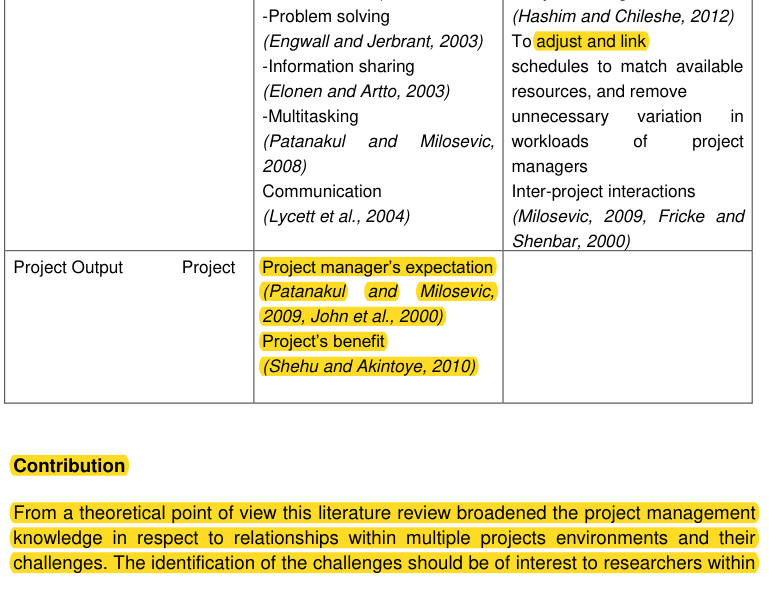 -Problem solving
(Engwall and Jerbrant, 2003)
-Information sharing
(Elonen and Artto, 2003)
-Multitasking
(Patanakul and Milosevic,
2008)
Communication
(Lycett et al., 2004)
(Hashim and Chileshe, 2012)
To adjust and link
schedules to match available
resources, and remove
unnecessary variation in
workloads of project
managers
Inter-project interactions
(Milosevic, 2009, Fricke and
Shenbar, 2000)
Project Output Project
Project manager’s expectation
(Patanakul and Milosevic,
2009, John et al., 2000)
Project’s benefit
(Shehu and Akintoye, 2010)
Contribution
From a theoretical point of view this literature review broadened the project management
knowledge in respect to relationships within multiple projects environments and their
challenges. The identification of the challenges should be of interest to researchers within